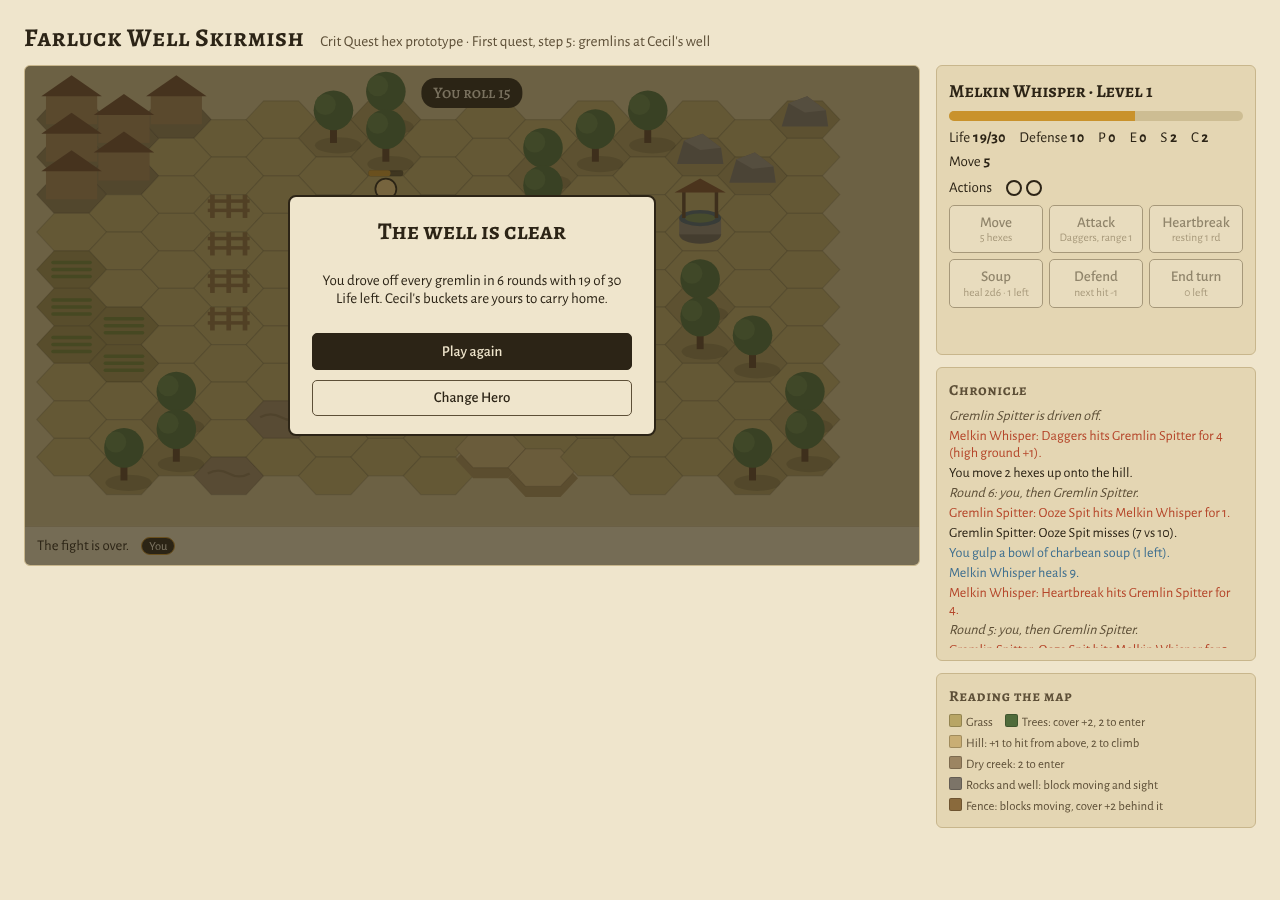 Farluck Well Skirmish
Crit Quest hex prototype · First quest, step 5: gremlins at Cecil's well
You roll 15
The well is clear
You drove off every gremlin in 6 rounds with 19 of 30
Life left. Cecil's buckets are yours to carry home.
Play again
Change Hero
The fight is over. You
Melkin Whisper · Level 1
Life 19/30 Defense 10 P 0 E 0 S 2 C 2
Move 5
Actions
Move
5 hexes
Attack
Daggers, range 1
Heartbreak
resting 1 rd
Soup
heal 2d6 · 1 left
Defend
next hit -1
End turn
0 left
Chronicle
Gremlin Spitter is driven off.
Melkin Whisper: Daggers hits Gremlin Spitter for 4
(high ground +1).
You move 2 hexes up onto the hill.
Round 6: you, then Gremlin Spitter.
Gremlin Spitter: Ooze Spit hits Melkin Whisper for 1.
Gremlin Spitter: Ooze Spit misses (7 vs 10).
You gulp a bowl of charbean soup (1 left).
Melkin Whisper heals 9.
Melkin Whisper: Heartbreak hits Gremlin Spitter for
4.
Round 5: you, then Gremlin Spitter.
Gremlin Spitter: Ooze Spit hits Melkin Whisper for
Reading the map
Grass Trees: cover +2, 2 to enter
Hill: +1 to hit from above, 2 to climb
Dry creek: 2 to enter
Rocks and well: block moving and sight
Fence: blocks moving, cover +2 behind it